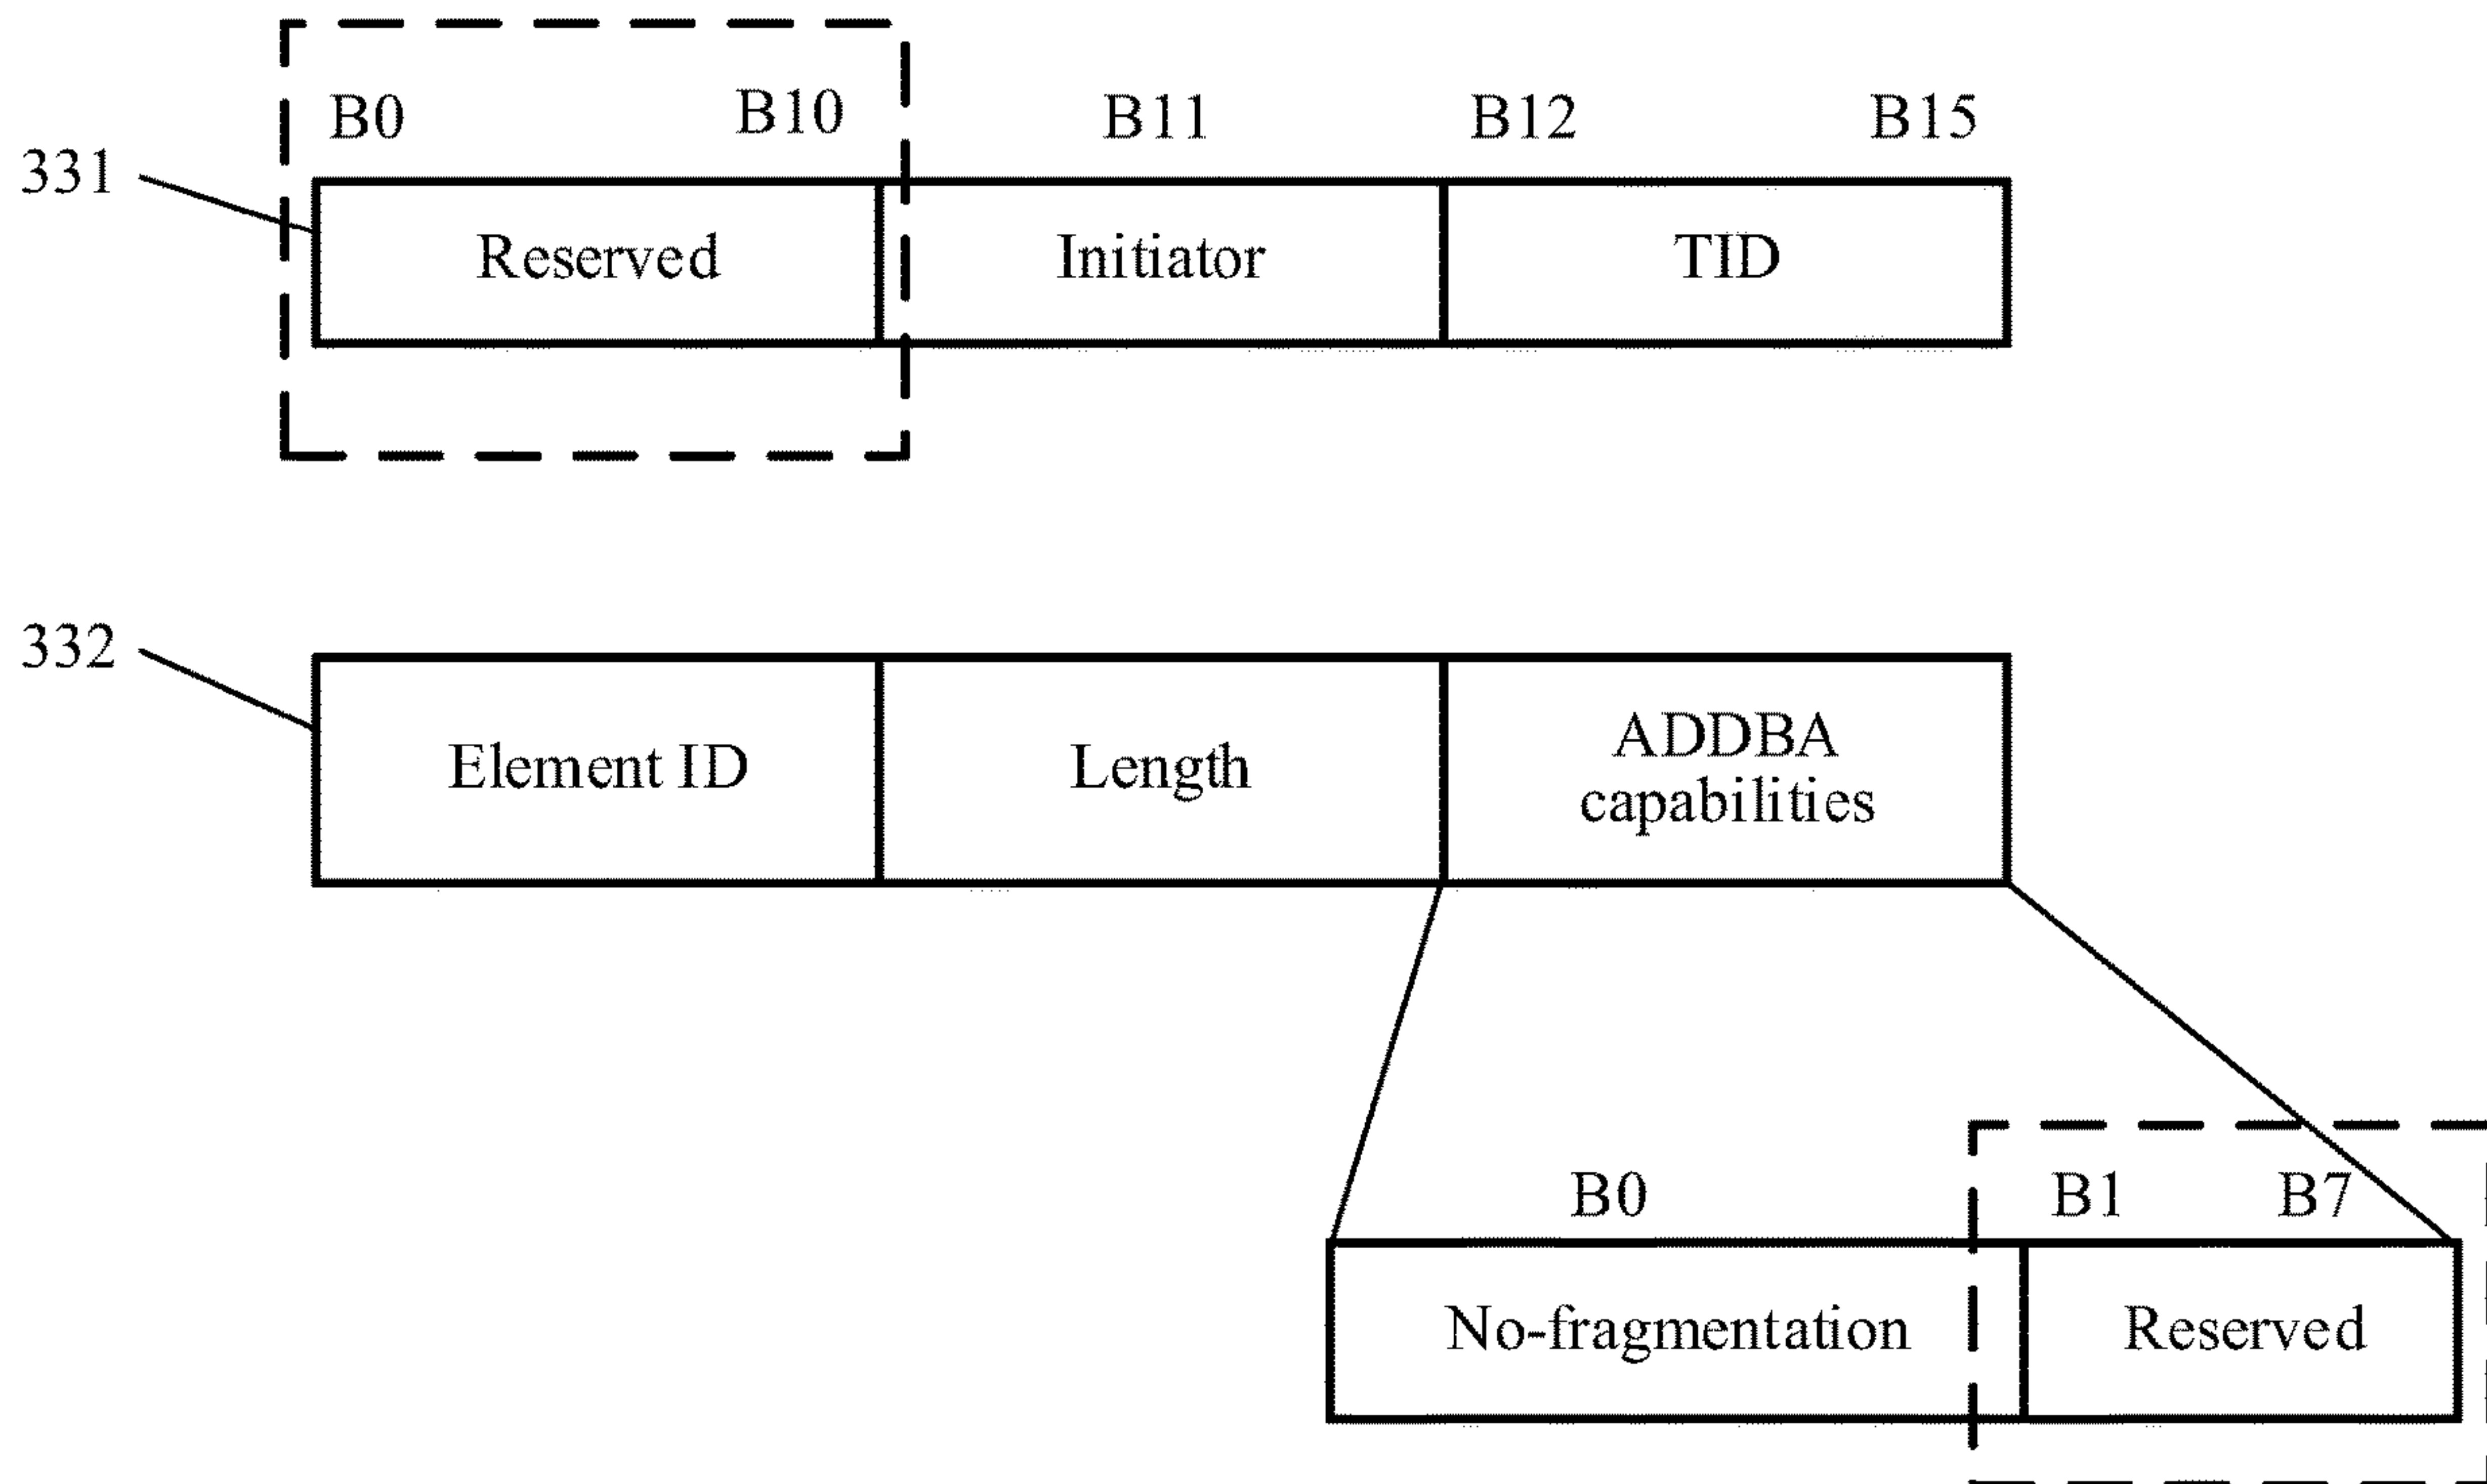 B0 B10 B11 B12 B15
331
Reserved Initiator TID
332
Element ID Length ADDBA capabilities
B0 B1 B7
No-fragmentation Reserved